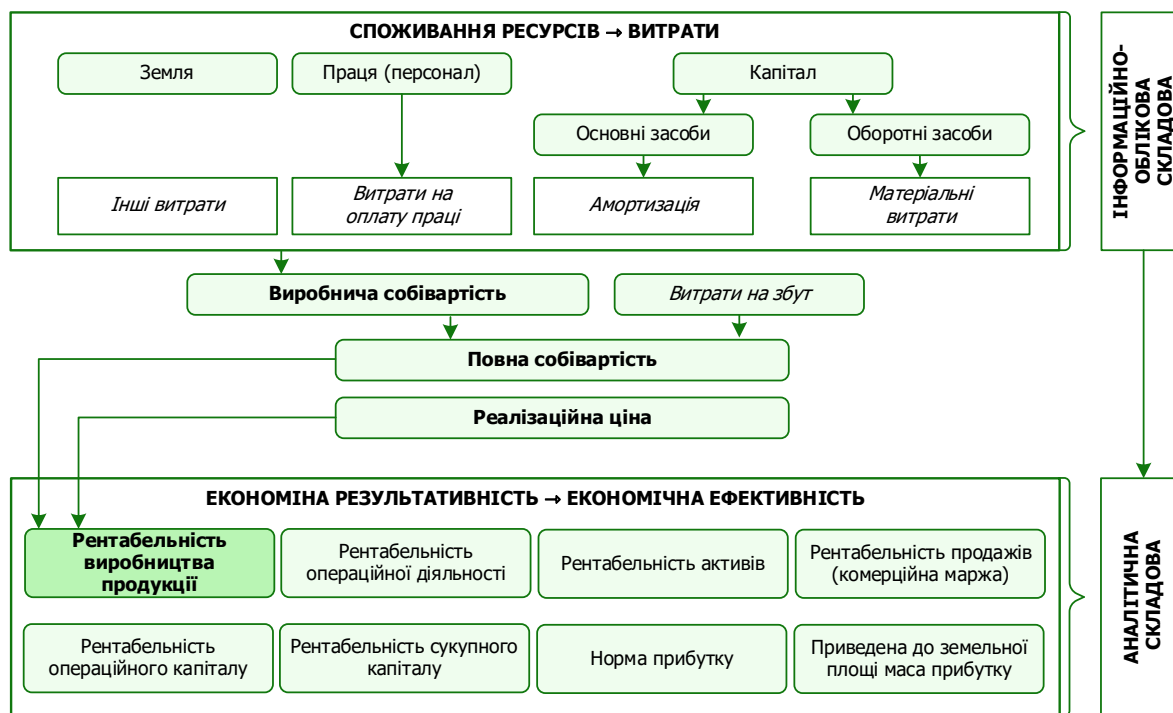 СПОЖИВАННЯ РЕСУРСІВ → ВИТРАТИ
Земля
Праця (персонал)
Капітал
Основні засоби
Оборотні засоби
Інші витрати
Витрати на
оплату праці
Амортизація
Матеріальні
витрати
ІНФОРМАЦІЙНО-
ОБЛІКОВА
СКЛАДОВА
Виробнича собівартість
Витрати на збут
Повна собівартість
Реалізаційна ціна
ЕКОНОМІНА РЕЗУЛЬТАТИВНІСТЬ → ЕКОНОМІЧНА ЕФЕКТИВНІСТЬ
Рентабельність
виробництва
продукції
Рентабельність
операційної діяльності
Рентабельність активів
Рентабельність продажів
(комерційна маржа)
Рентабельність
операційного капіталу
Рентабельність сукупного
капіталу
Норма прибутку
Приведена до земельної
площі маса прибутку
АНАЛІТИЧНА
СКЛАДОВА